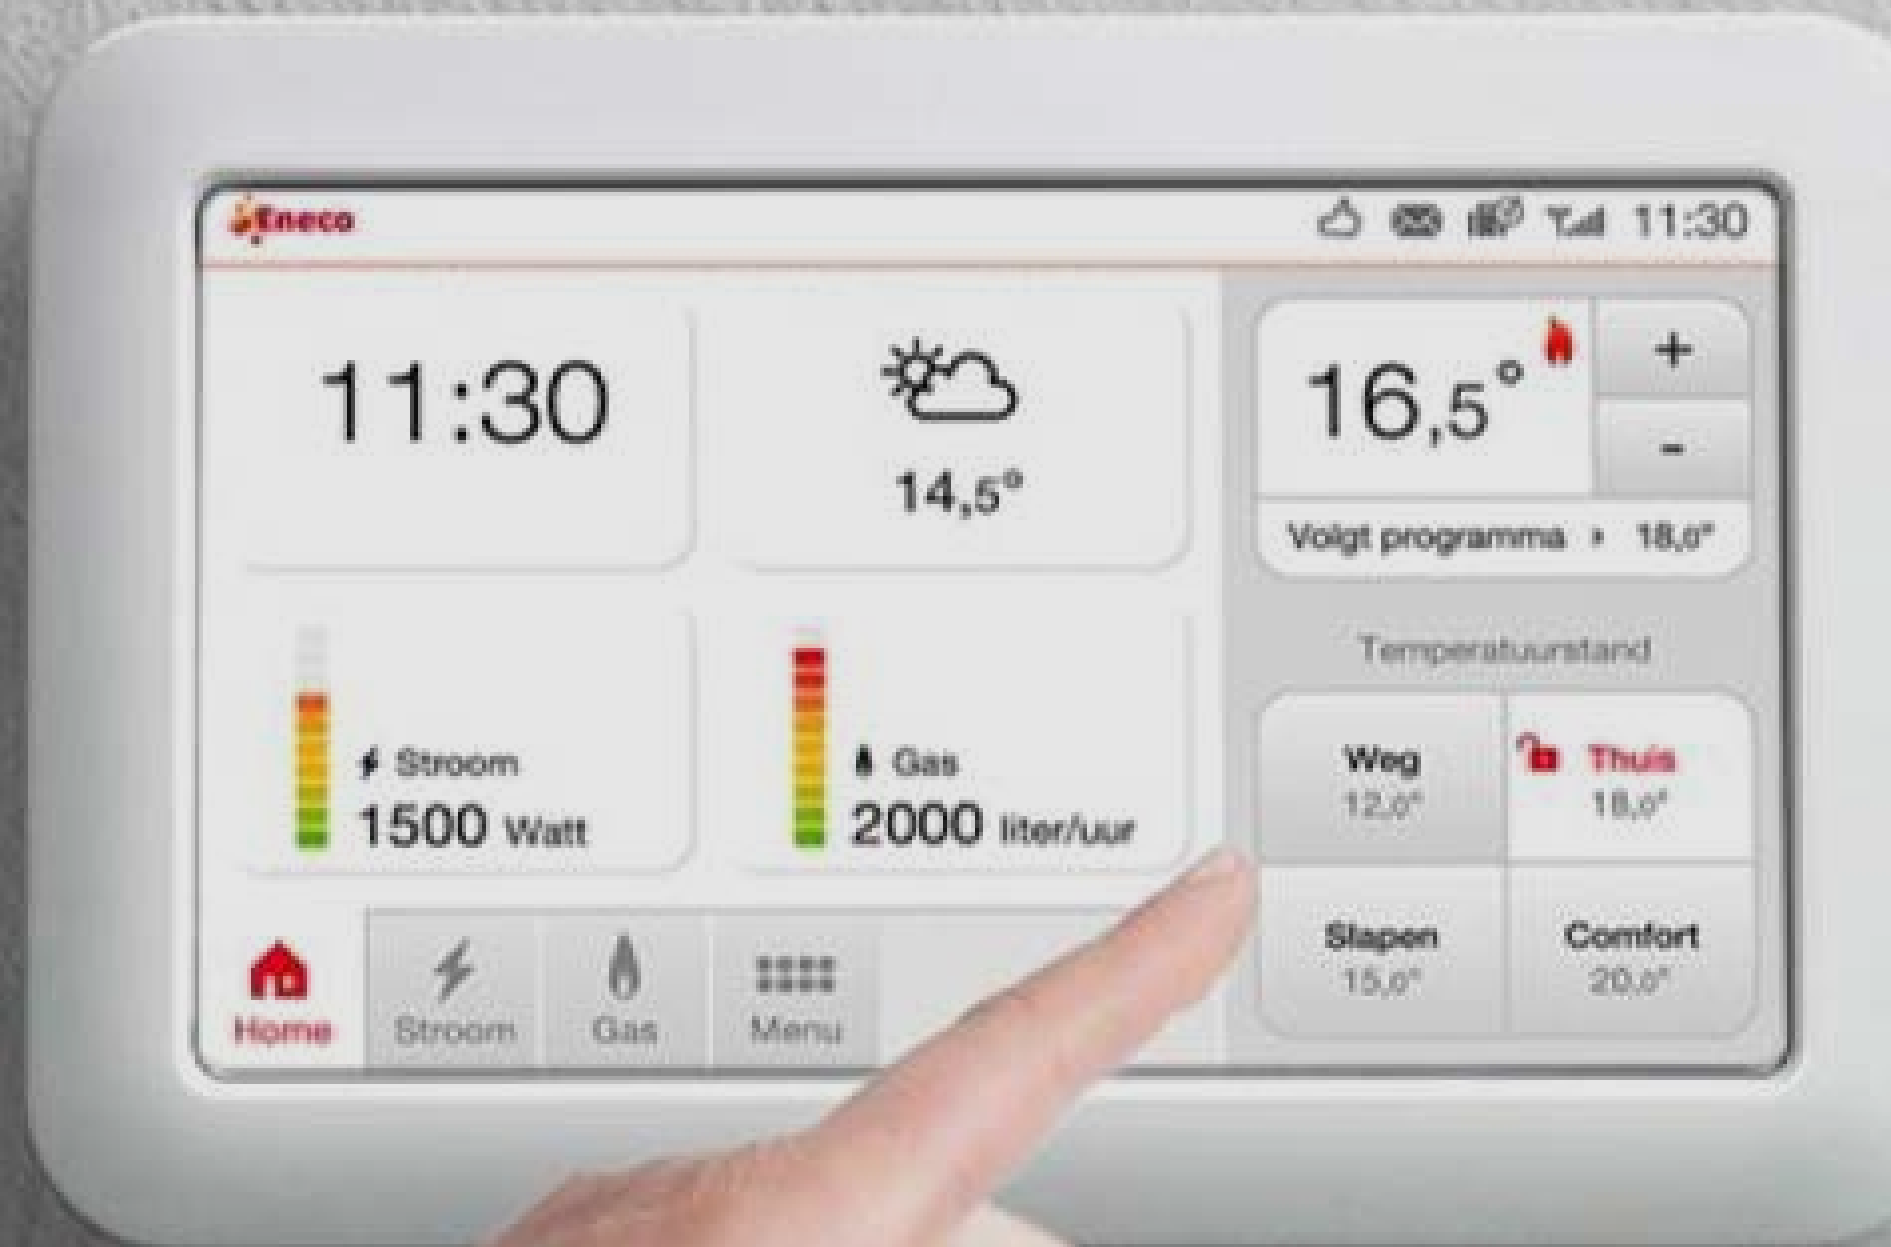 Eneco
11:30
11:30
14,5°
16,5°
+
-
Volgt programma 18,0°
Temperatuurstand
Weg
12,0°
Thuis
18,0°
Slapen
15,0°
Comfort
20,0°
Stroom
1500 Watt
Gas
2000 liter/uur
Home
Stroom
Gas
Menu